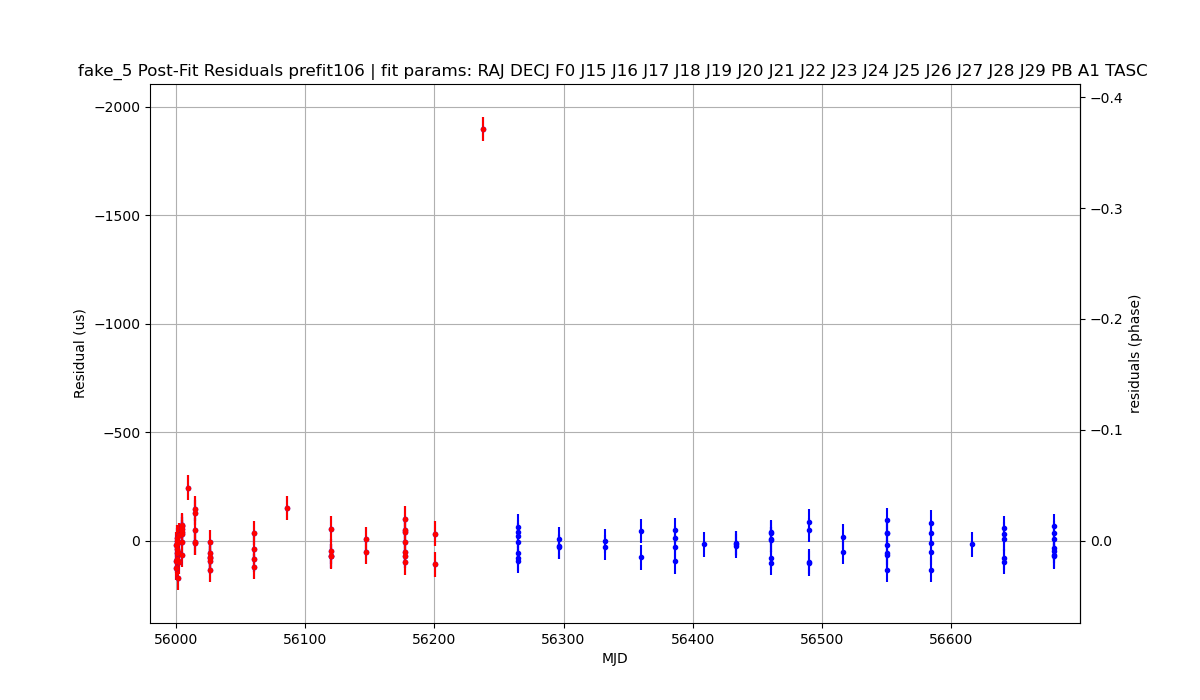 fake_5 Post-Fit Residuals prefit106 | fit params: RAJ DECJ F0 J15 J16 J17 J18 J19 J20 J21 J22 J23 J24 J25 J26 J27 J28 J29 PB A1 TASC
−2000
−1500
−1000
−500
0
Residual (us)
−0.4
−0.3
−0.2
−0.1
0.0
residuals (phase)
56000 56100 56200 56300 56400 56500 56600
MJD